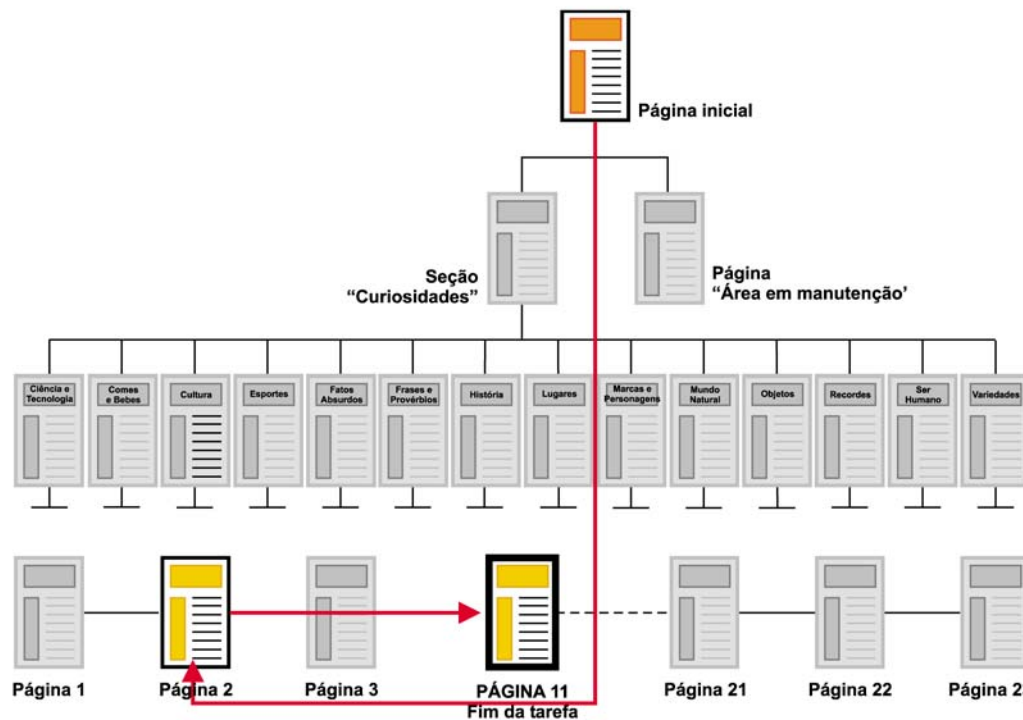 Página inicial
Seção
“Curiosidades”
Página
“Área em manutenção’
Ciência e
Tecnologia
Comes
e Bebes
Cultura
Esportes
Fatos
Absurdos
Frases e
Provérbios
História
Lugares
Marcas e
Personagens
Mundo
Natural
Objetos
Recordes
Ser
Humano
Variedades
Página 1
Página 2
Página 3
PÁGINA 11
Fim da tarefa
Página 21
Página 22
Página 2